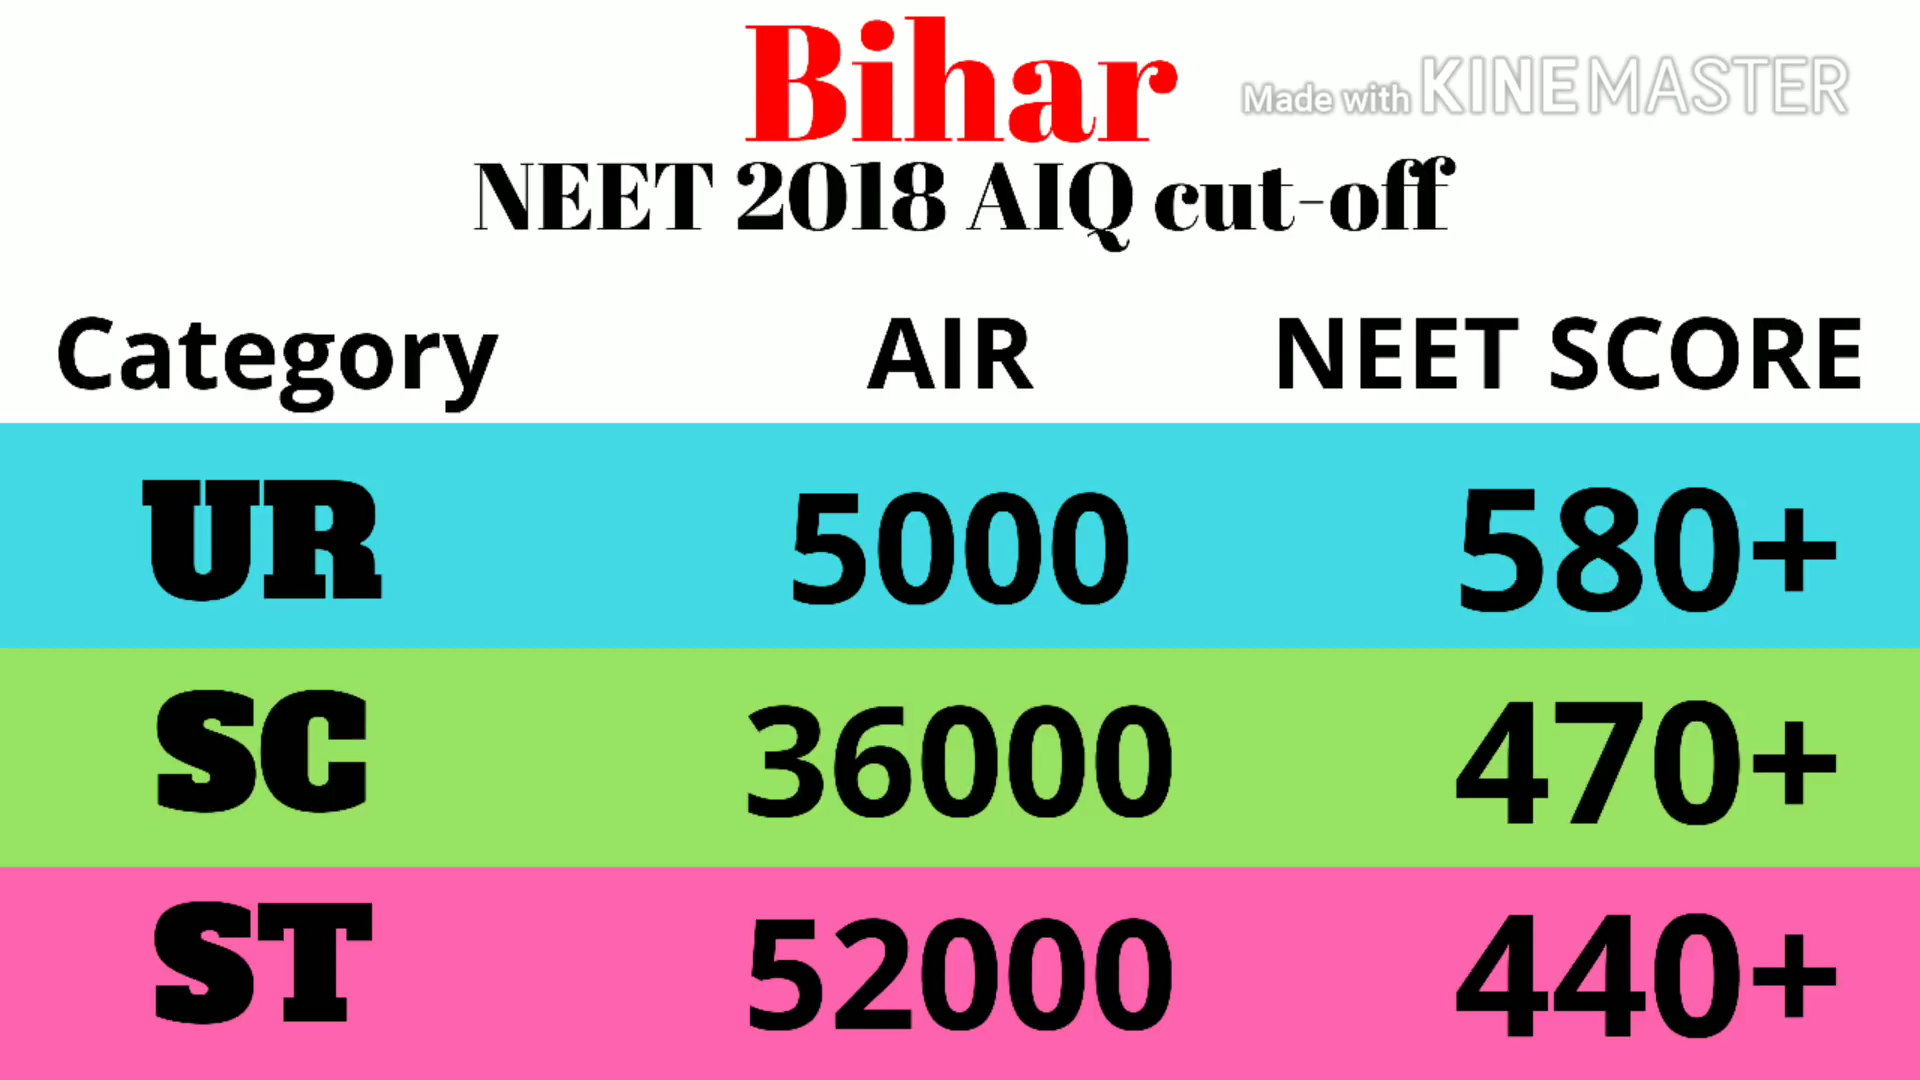 Bihar
Made with KINEMASTER
NEET 2018 AIQ cut-off
Category AIR NEET SCORE
UR 5000 580+
SC 36000 470+
ST 52000 440+